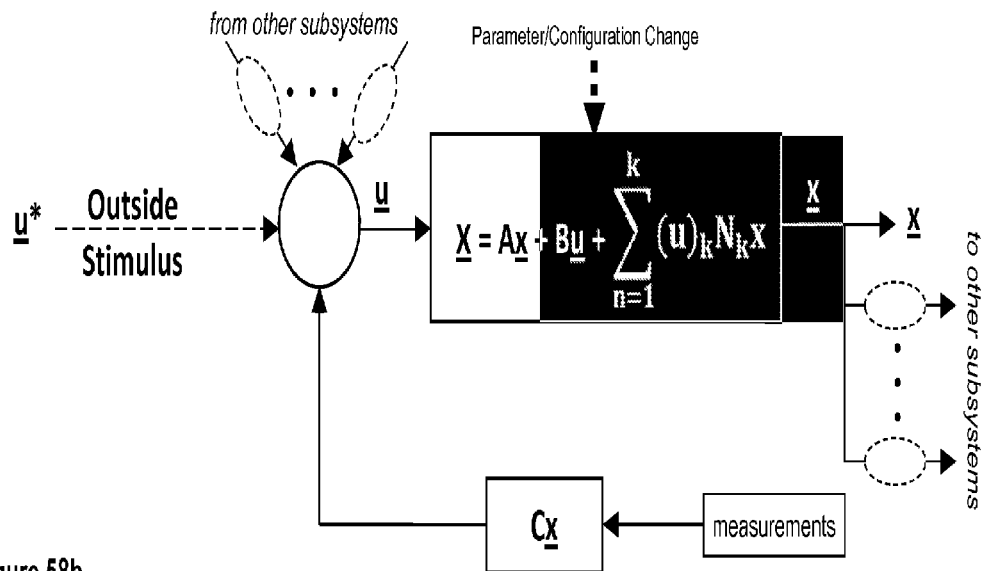 from other subsystems
Parameter/Configuration Change
u*
Outside
Stimulus
u
X = Ax + Bu +
k
∑
n=1
(u)kNkx
x
x
to other subsystems
Cx
measurements